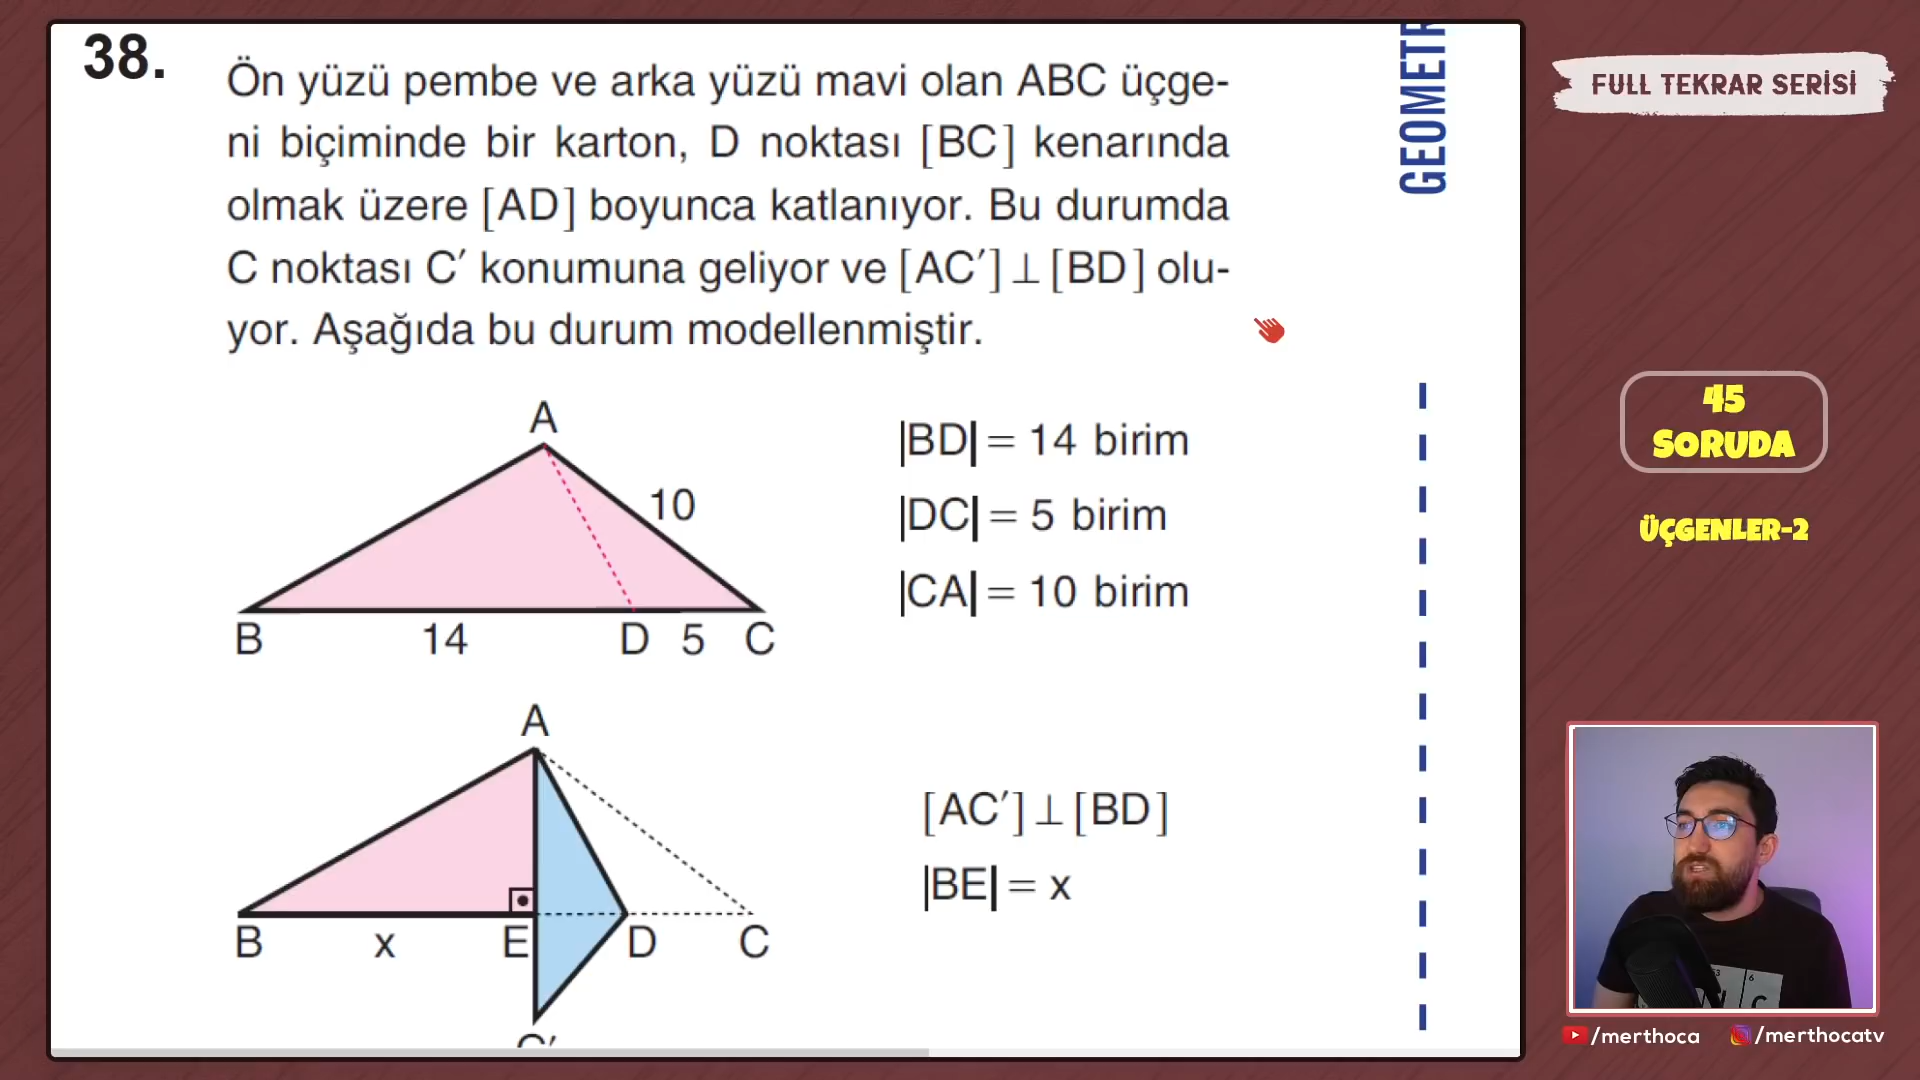 38.
Ön yüzü pembe ve arka yüzü mavi olan ABC üçge-
ni biçiminde bir karton, D noktası [BC] kenarında
olmak üzere [AD] boyunca katlanıyor. Bu durumda
C noktası C′ konumuna geliyor ve [AC′] ⊥ [BD] olu-
yor. Aşağıda bu durum modellenmiştir.
A
10
B 14 D 5 C
|BD| = 14 birim
|DC| = 5 birim
|CA| = 10 birim
A
B x E D C
C′
[AC′] ⊥ [BD]
|BE| = x
GEOMETR
FULL TEKRAR SERİSİ
45
SORUDA
ÜÇGENLER-2
/merthoca /merthocatv